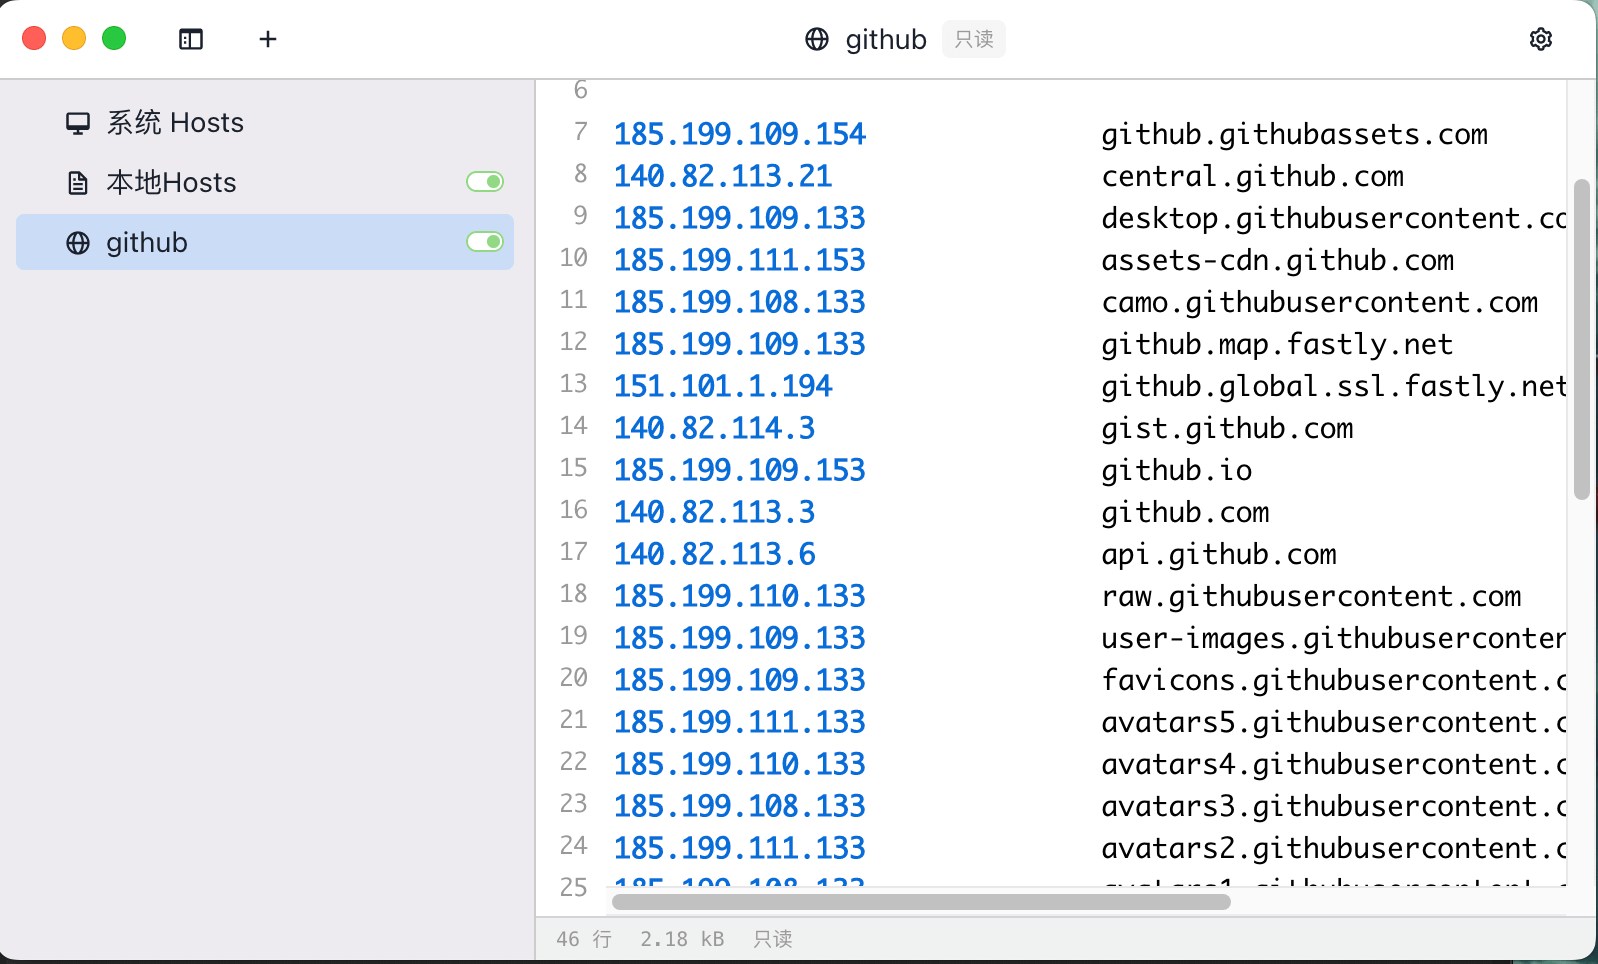 github 只读
系统 Hosts
本地Hosts
github
6
7 185.199.109.154 github.githubassets.com
8 140.82.113.21 central.github.com
9 185.199.109.133 desktop.githubusercontent.co
10 185.199.111.153 assets-cdn.github.com
11 185.199.108.133 camo.githubusercontent.com
12 185.199.109.133 github.map.fastly.net
13 151.101.1.194 github.global.ssl.fastly.net
14 140.82.114.3 gist.github.com
15 185.199.109.153 github.io
16 140.82.113.3 github.com
17 140.82.113.6 api.github.com
18 185.199.110.133 raw.githubusercontent.com
19 185.199.109.133 user-images.githubuserconten
20 185.199.109.133 favicons.githubusercontent.c
21 185.199.111.133 avatars5.githubusercontent.c
22 185.199.110.133 avatars4.githubusercontent.c
23 185.199.108.133 avatars3.githubusercontent.c
24 185.199.111.133 avatars2.githubusercontent.c
25 185.199.108.133 avatars1.githubusercontent.c
46 行 2.18 kB 只读